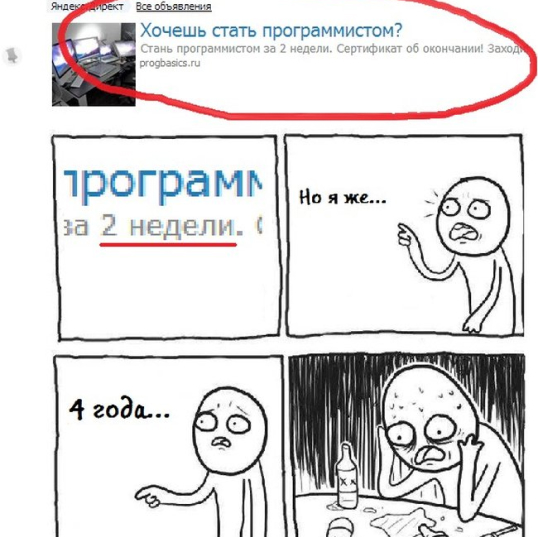 Яндекс.Директ Все объявления
Хочешь стать программистом?
Стань программистом за 2 недели. Сертификат об окончании! Заходи
progbasics.ru
программ
за 2 недели. С
Но я же...
4 года...
X X